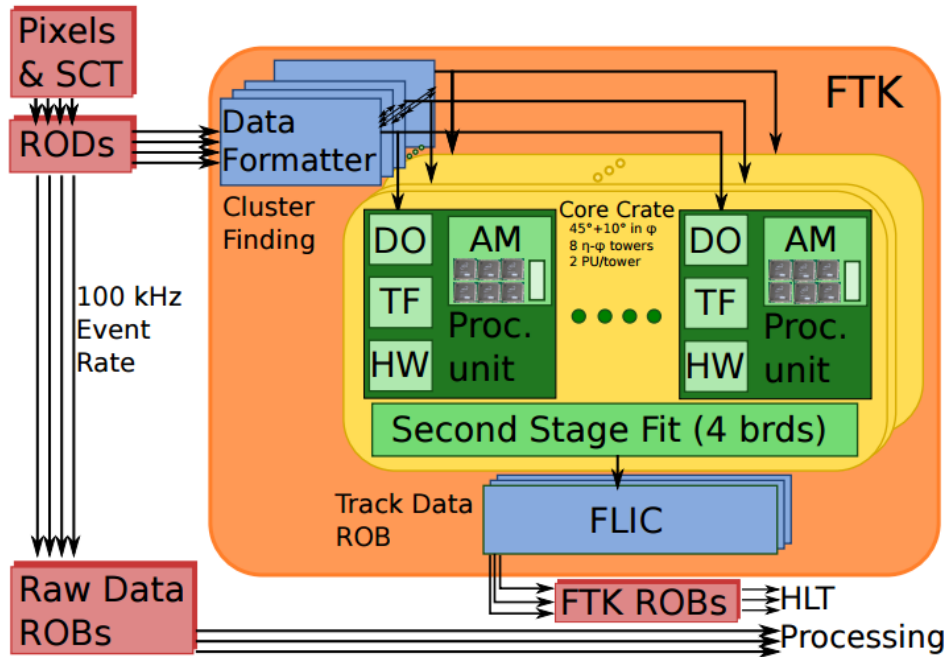 Pixels
& SCT
RODs
FTK
Data
Formatter
Cluster
Finding
Core Crate
45°+10° in φ
8 η-φ towers
2 PU/tower
DO
AM
TF
HW
Proc.
unit
DO
AM
TF
HW
Proc.
unit
100 kHz
Event
Rate
Second Stage Fit (4 brds)
Track Data
ROB
FLIC
Raw Data
ROBs
FTK ROBs
HLT
Processing